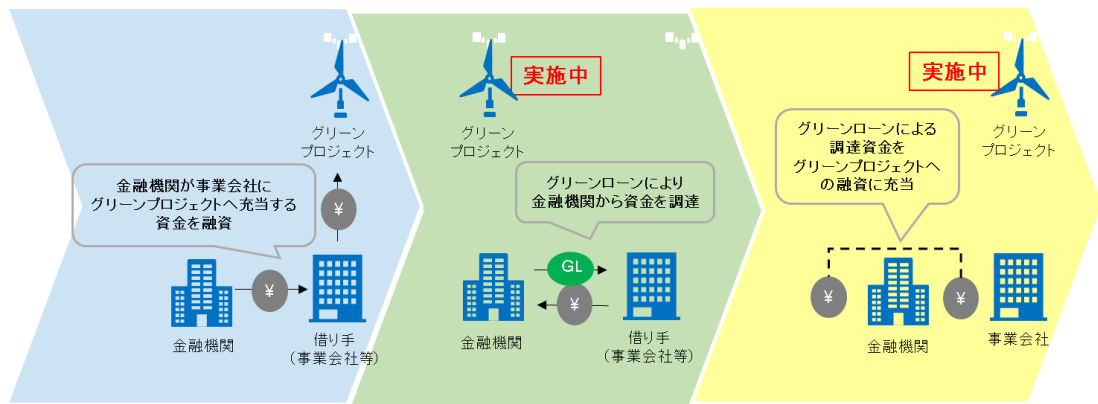 グリーン
プロジェクト
金融機関が事業会社に
グリーンプロジェクトへ充当する
資金を融資
¥
¥
金融機関
借り手
（事業会社等）
実施中
グリーン
プロジェクト
グリーンローンにより
金融機関から資金を調達
GL
¥
金融機関
借り手
（事業会社等）
実施中
グリーン
プロジェクト
グリーンローンによる
調達資金を
グリーンプロジェクトへ
の融資に充当
¥
¥
金融機関
事業会社